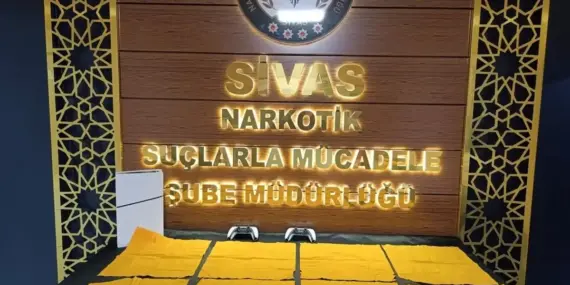 SİVAS
NARKOTİK
SUÇLARLA MÜCADELE
ŞUBE MÜDÜRLÜĞÜ